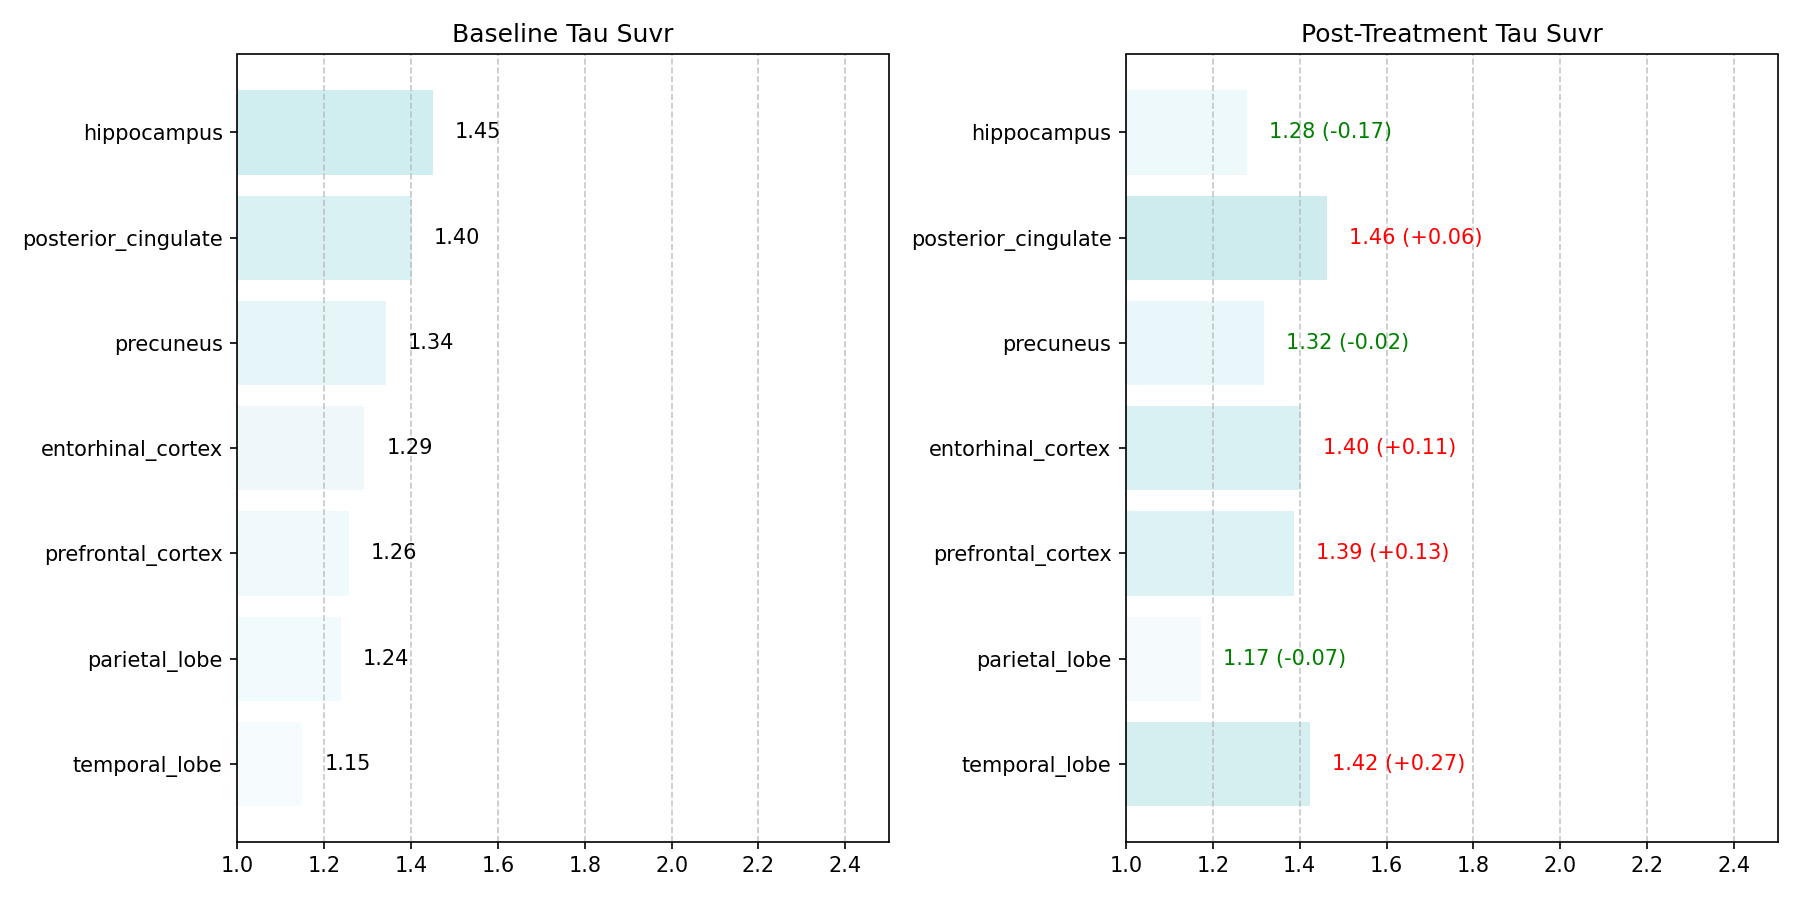 Baseline Tau Suvr
hippocampus 1.45
posterior_cingulate 1.40
precuneus 1.34
entorhinal_cortex 1.29
prefrontal_cortex 1.26
parietal_lobe 1.24
temporal_lobe 1.15
1.0 1.2 1.4 1.6 1.8 2.0 2.2 2.4
Post-Treatment Tau Suvr
hippocampus 1.28 (-0.17)
posterior_cingulate 1.46 (+0.06)
precuneus 1.32 (-0.02)
entorhinal_cortex 1.40 (+0.11)
prefrontal_cortex 1.39 (+0.13)
parietal_lobe 1.17 (-0.07)
temporal_lobe 1.42 (+0.27)
1.0 1.2 1.4 1.6 1.8 2.0 2.2 2.4